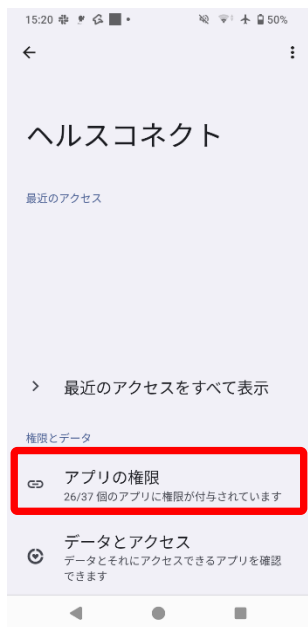 15:20
50%
ヘルスコネクト
最近のアクセス
最近のアクセスをすべて表示
権限とデータ
アプリの権限
26/37 個のアプリに権限が付与されています
データとアクセス
データとそれにアクセスできるアプリを確認
できます